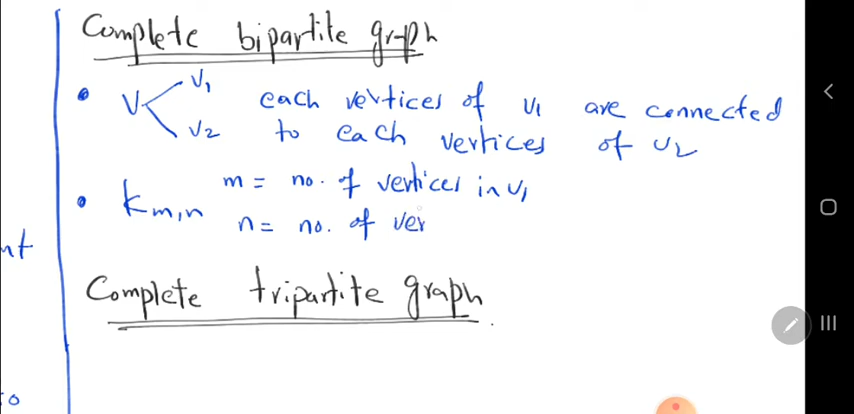 Complete bipartite graph
• V < V1 each vertices of V1 are connected
V2 to each vertices of V2
• Km,n m = no. of vertices in V1
n = no. of ver
nt
Complete tripartite graph